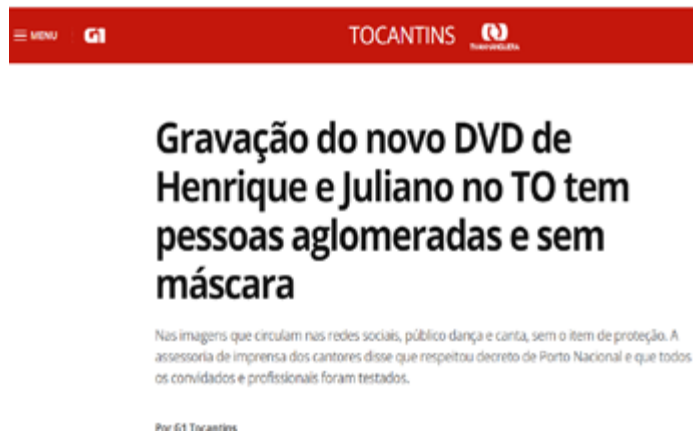 MENU G1 TOCANTINS
Gravação do novo DVD de
Henrique e Juliano no TO tem
pessoas aglomeradas e sem
máscara
Nas imagens que circulam nas redes sociais, público dança e canta, sem o item de proteção. A
assessoria de imprensa dos cantores disse que respeitou decreto de Porto Nacional e que todos
os convidados e profissionais foram testados.
Por G1 Tocantins